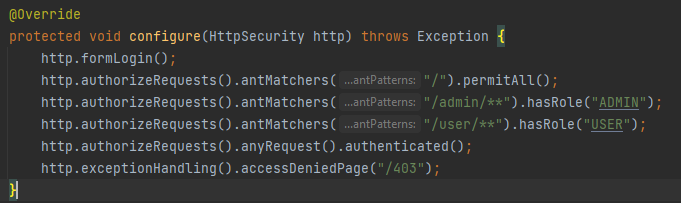 @Override
protected void configure(HttpSecurity http) throws Exception {
    http.formLogin();
    http.authorizeRequests().antMatchers( ...antPatterns: "/").permitAll();
    http.authorizeRequests().antMatchers( ...antPatterns: "/admin/**").hasRole("ADMIN");
    http.authorizeRequests().antMatchers( ...antPatterns: "/user/**").hasRole("USER");
    http.authorizeRequests().anyRequest().authenticated();
    http.exceptionHandling().accessDeniedPage("/403");
}